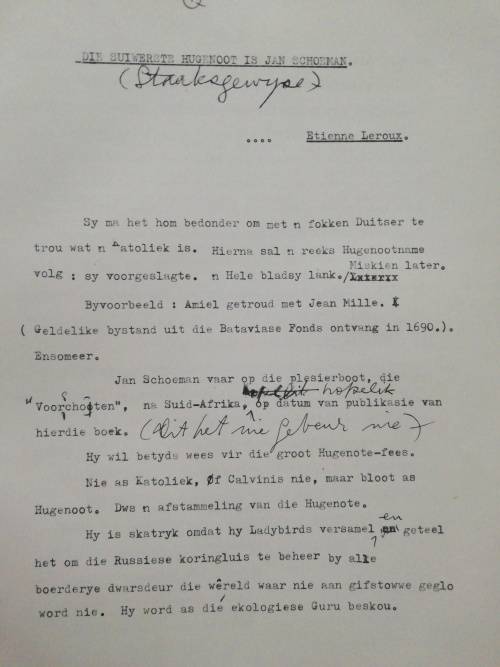 DIE SUIWERSTE HUGENOOT IS JAN SCHOEMAN.
(Staaksgewyse)
.... Etienne Leroux.
Sy ma het hom bedonder om met n fokken Duitser te
trou wat n Katoliek is. Hierna sal n reeks Hugenootname
volg : sy voorgeslagte. n Hele bladsy lank./ Miskien later.
Byvoorbeeld : Amiel getroud met Jean Mille.
( Geldelike bystand uit die Bataviase Fonds ontvang in 1690.).
Ensomeer.
Jan Schoeman vaar op die plesierboot, die
"Voorschoten", na Suid-Afrika, hopelik op datum van publikasie van
hierdie boek. (Dit het nie gebeur nie)
Hy wil betyds wees vir die groot Hugenote-fees.
Nie as Katoliek, Of Calvinis nie, maar bloot as
Hugenoot. Dws n afstammeling van die Hugenote.
Hy is skatryk omdat hy Ladybirds versamel en geteel
het om die Russiese koringluis te beheer by alle
boerderye dwarsdeur die wêreld waar nie aan gifstowwe geglo
word nie. Hy word as dié ekologiese Guru beskou.